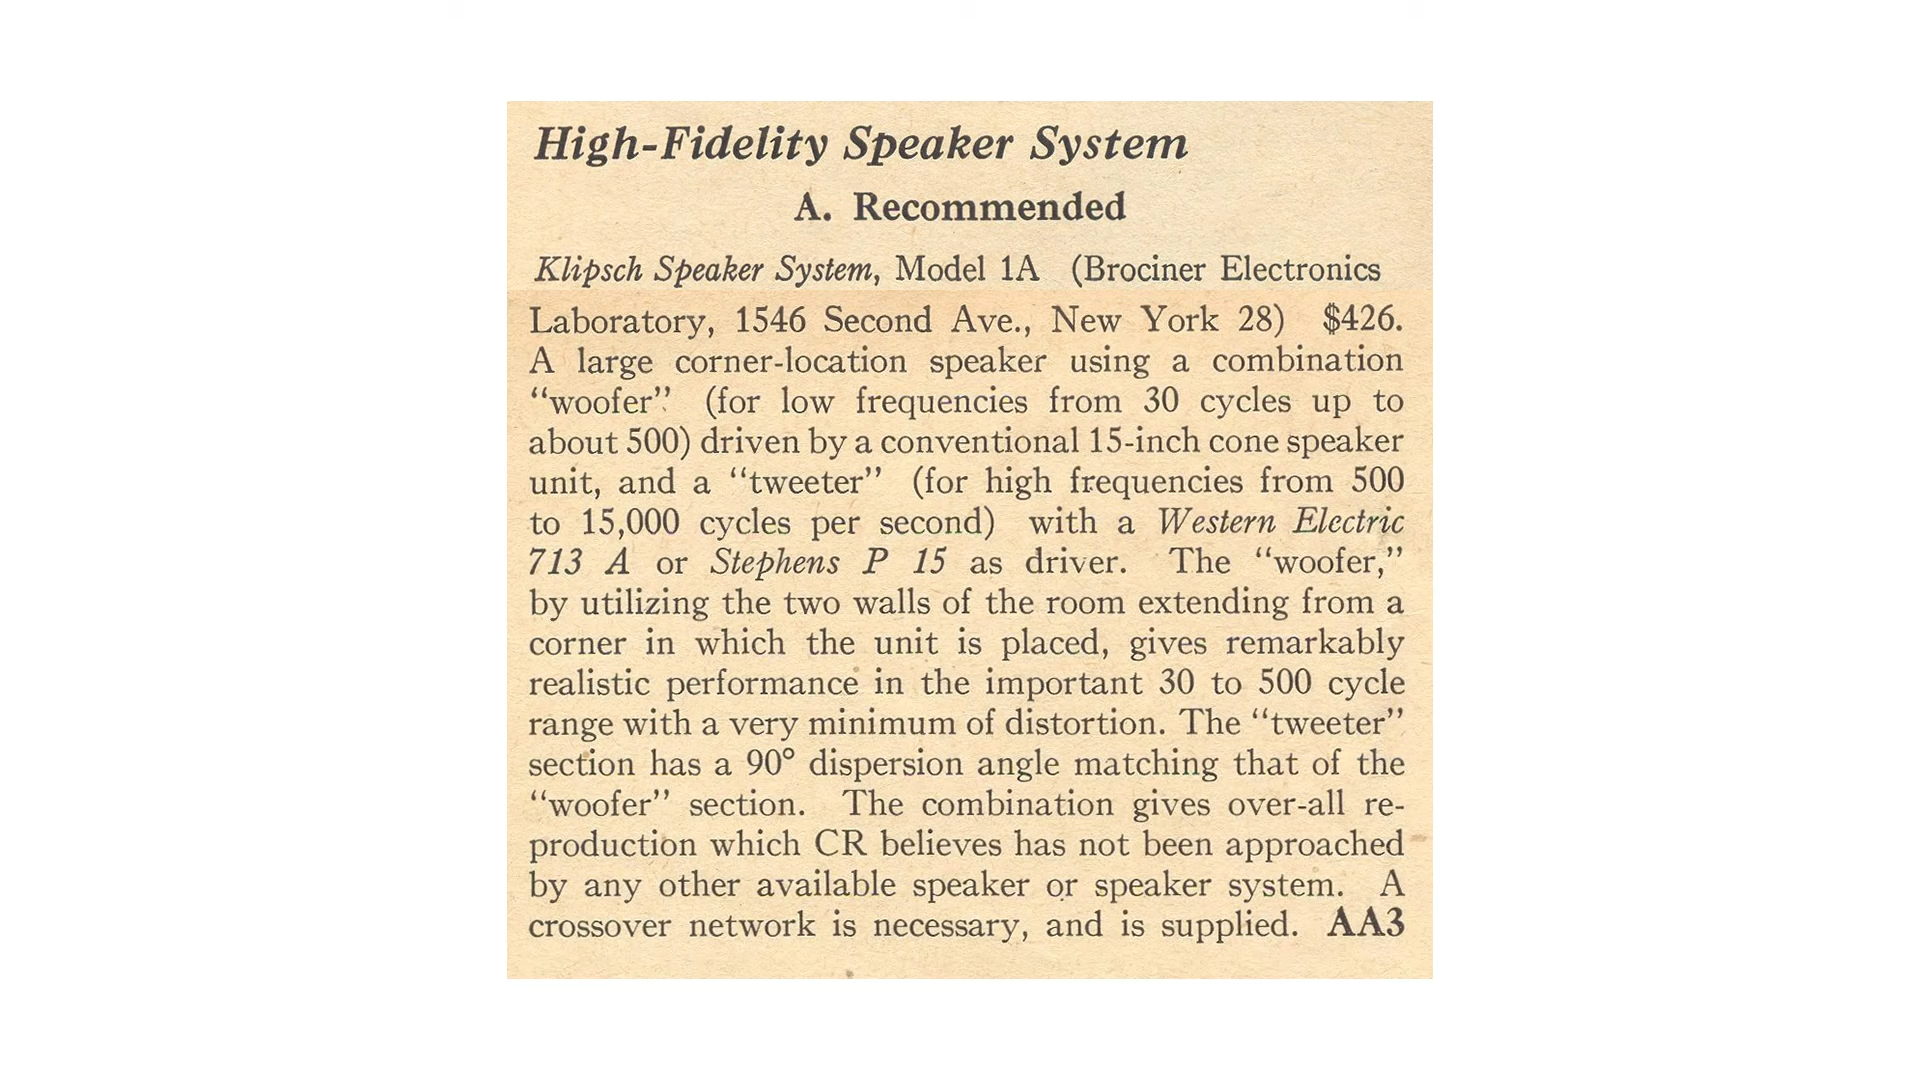 High-Fidelity Speaker System
A. Recommended
Klipsch Speaker System, Model 1A (Brociner Electronics
Laboratory, 1546 Second Ave., New York 28) $426.
A large corner-location speaker using a combination
“woofer” (for low frequencies from 30 cycles up to
about 500) driven by a conventional 15-inch cone speaker
unit, and a “tweeter” (for high frequencies from 500
to 15,000 cycles per second) with a Western Electric
713 A or Stephens P 15 as driver. The “woofer,”
by utilizing the two walls of the room extending from a
corner in which the unit is placed, gives remarkably
realistic performance in the important 30 to 500 cycle
range with a very minimum of distortion. The “tweeter”
section has a 90° dispersion angle matching that of the
“woofer” section. The combination gives over-all re-
production which CR believes has not been approached
by any other available speaker or speaker system. A
crossover network is necessary, and is supplied. AA3